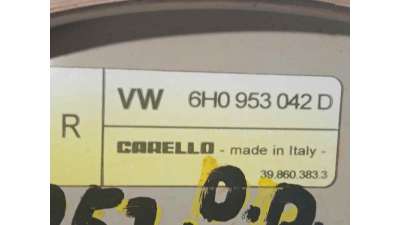 VW 6H0 953 042 D
R
CARELLO - made in Italy -
39.860.383.3